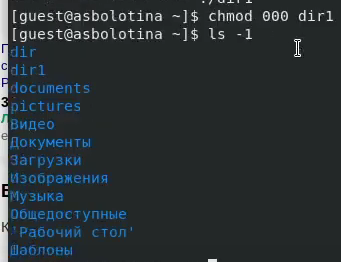 ./dir1
[guest@asbolotina ~]$ chmod 000 dir1
[guest@asbolotina ~]$ ls -1
dir
dir1
documents
pictures
Видео
Документы
Загрузки
Изображения
Музыка
Общедоступные
'Рабочий стол'
Шаблоны